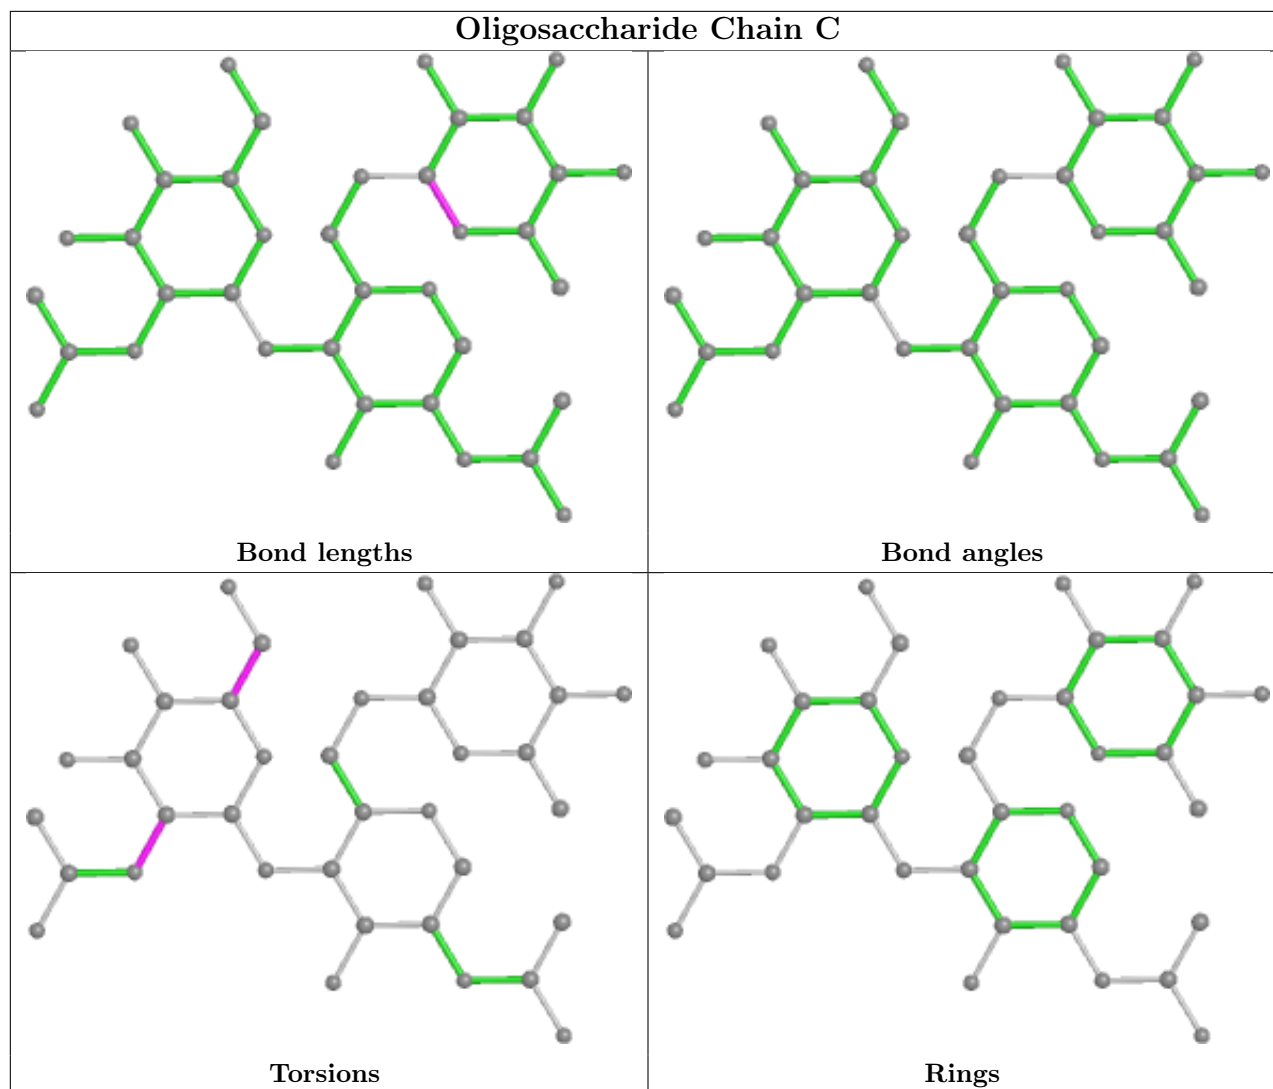 Oligosaccharide Chain C
Bond lengths
Bond angles
Torsions
Rings